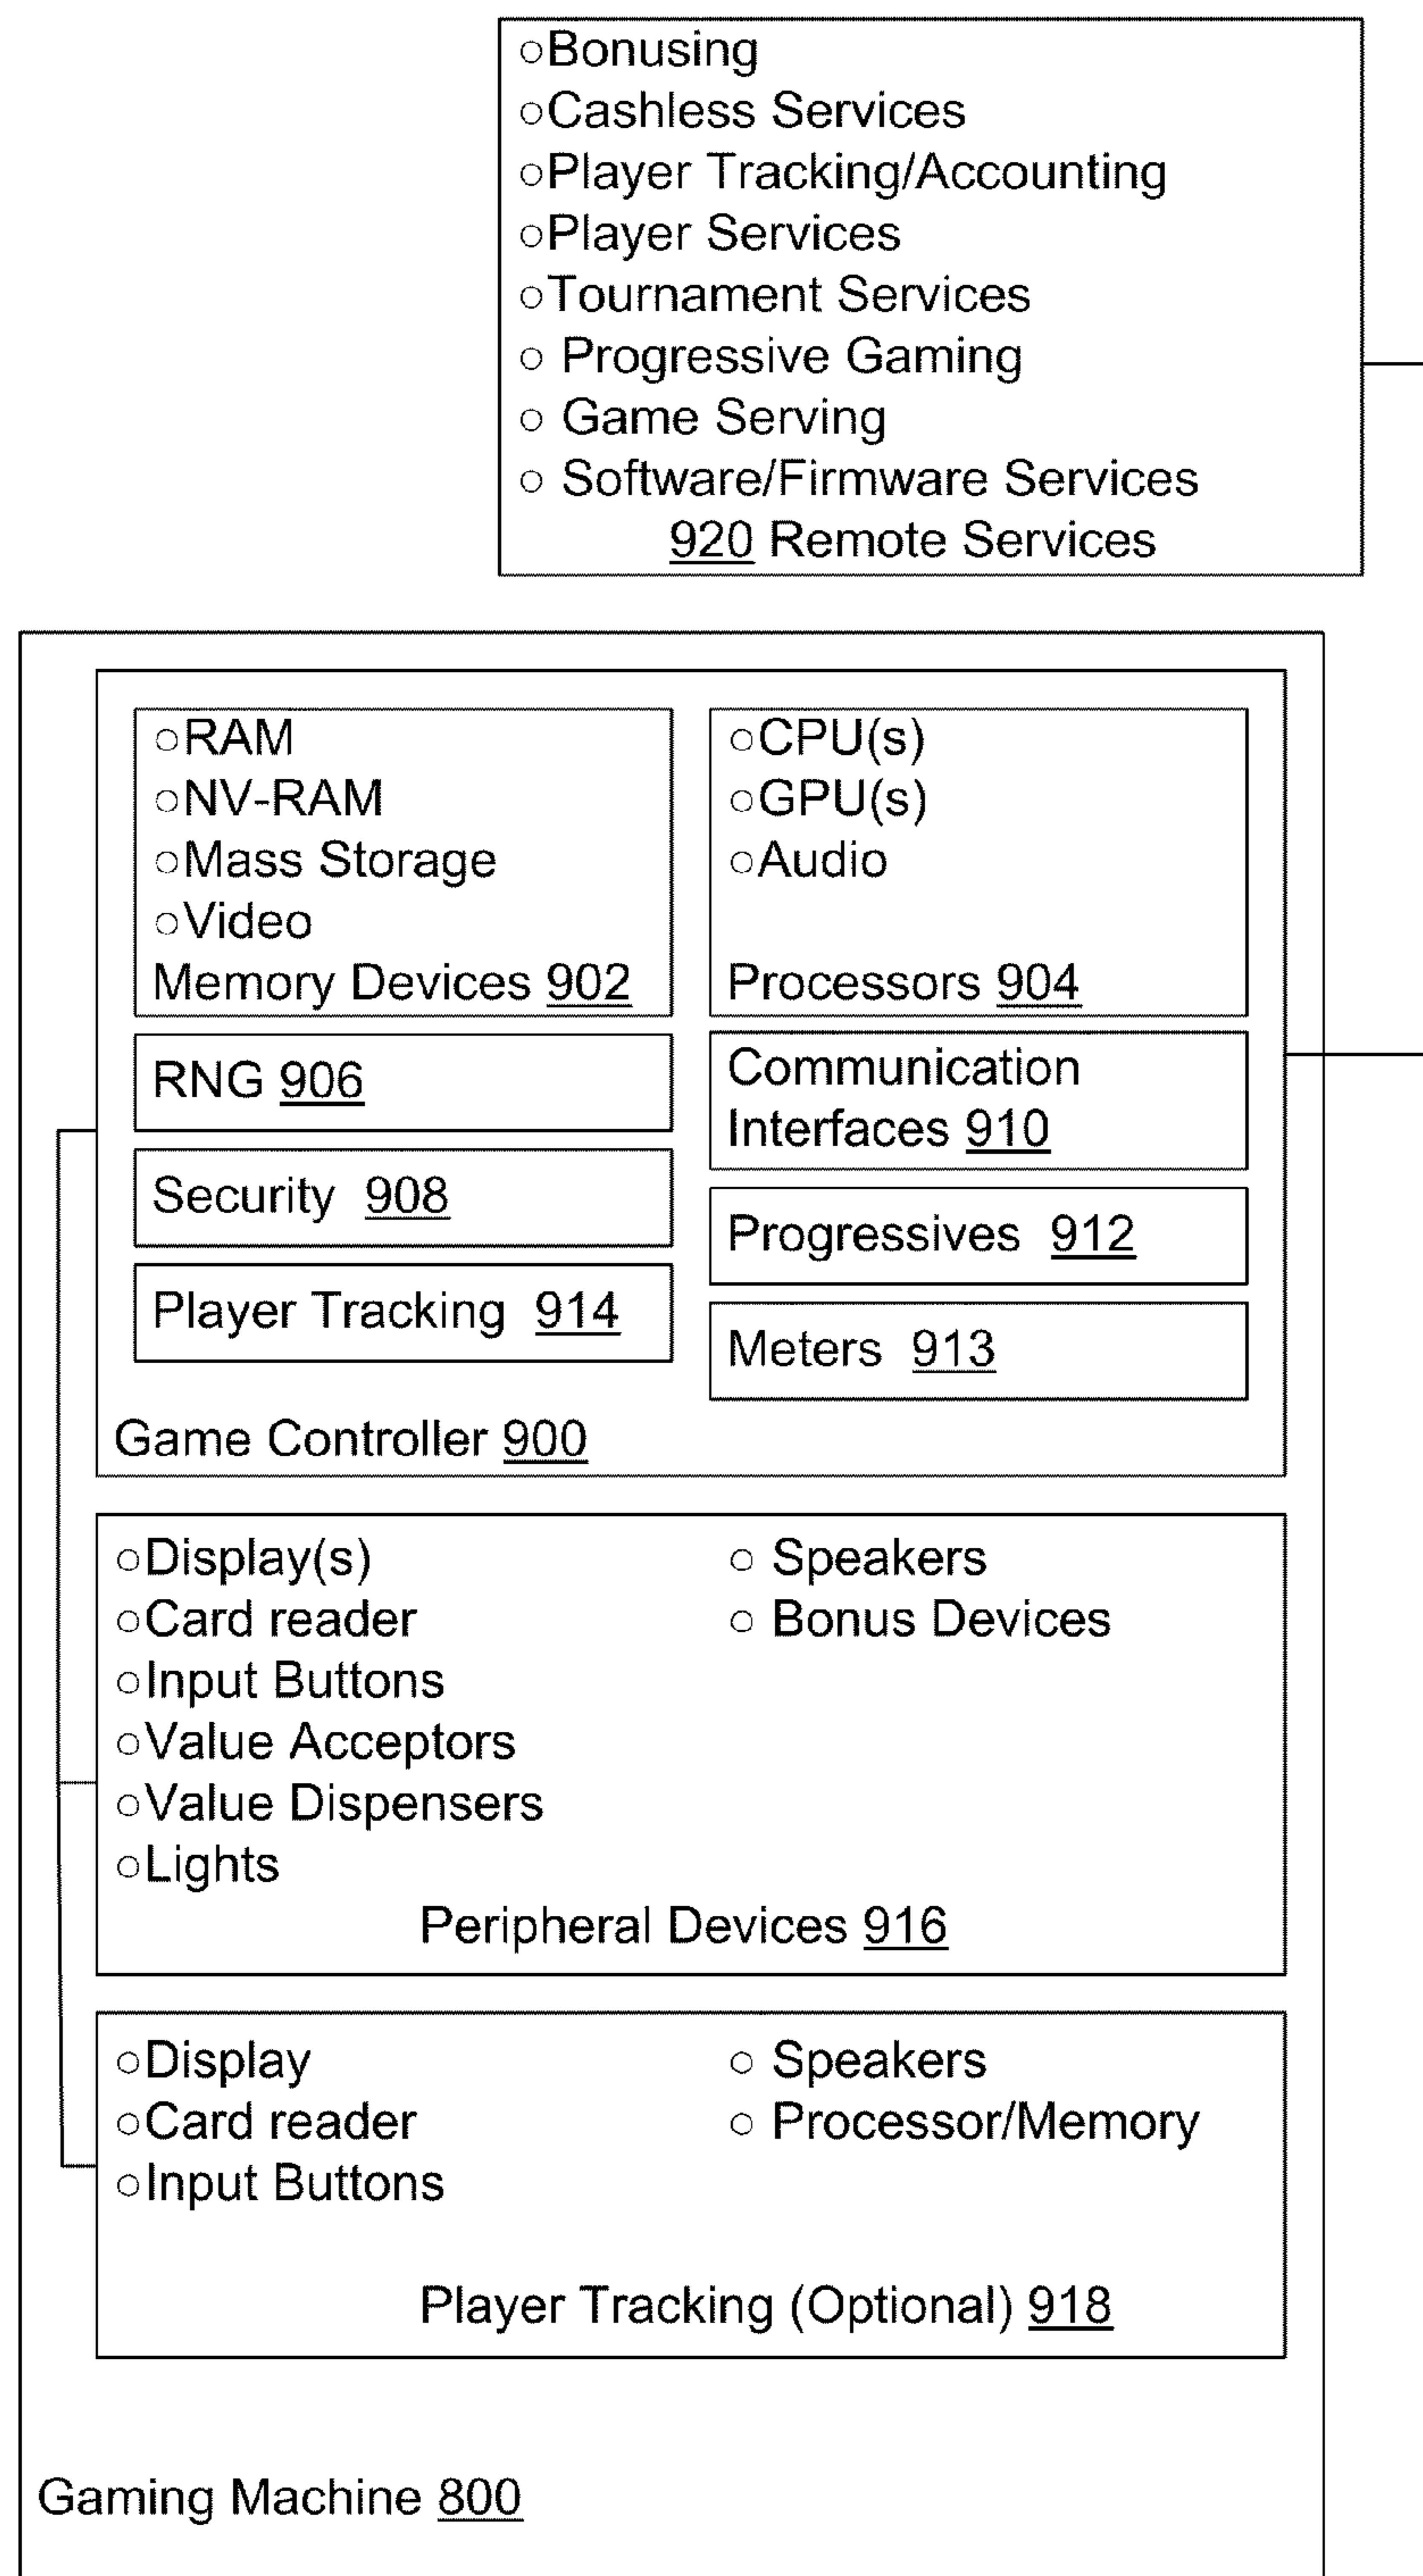 ○Bonusing
○Cashless Services
○Player Tracking/Accounting
○Player Services
○Tournament Services
○ Progressive Gaming
○ Game Serving
○ Software/Firmware Services
920 Remote Services
○RAM
○NV-RAM
○Mass Storage
○Video
Memory Devices 902
○CPU(s)
○GPU(s)
○Audio
Processors 904
RNG 906
Security 908
Player Tracking 914
Communication
Interfaces 910
Progressives 912
Meters 913
Game Controller 900
○Display(s)
○Card reader
○Input Buttons
○Value Acceptors
○Value Dispensers
○Lights
○ Speakers
○ Bonus Devices
Peripheral Devices 916
○Display
○Card reader
○Input Buttons
○ Speakers
○ Processor/Memory
Player Tracking (Optional) 918
Gaming Machine 800